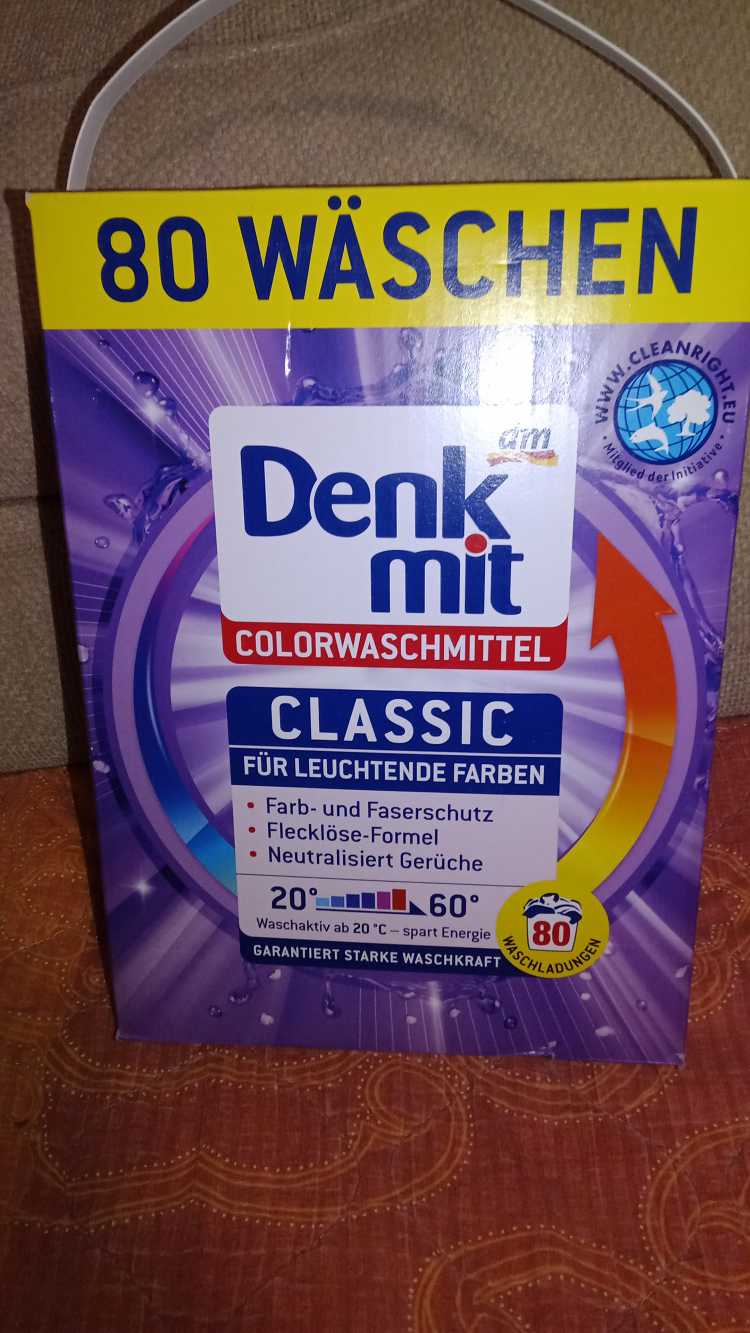 80 WÄSCHEN
WWW.CLEANRIGHT.EU
• Mitglied der Initiative •
dm
Denk
mit
COLORWASCHMITTEL
CLASSIC
FÜR LEUCHTENDE FARBEN
• Farb- und Faserschutz
• Flecklöse-Formel
• Neutralisiert Gerüche
20° 60°
Waschaktiv ab 20 °C – spart Energie
GARANTIERT STARKE WASCHKRAFT
80
WASCHLADUNGEN